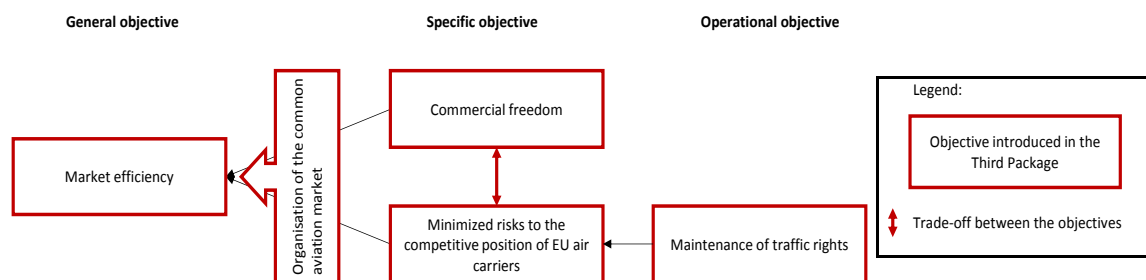 General objective
Specific objective
Operational objective
Organisation of the common
aviation market
Commercial freedom
Market efficiency
Minimized risks to the
competitive position of EU air
carriers
Maintenance of traffic rights
Legend:
Objective introduced in the
Third Package
Trade-off between the objectives